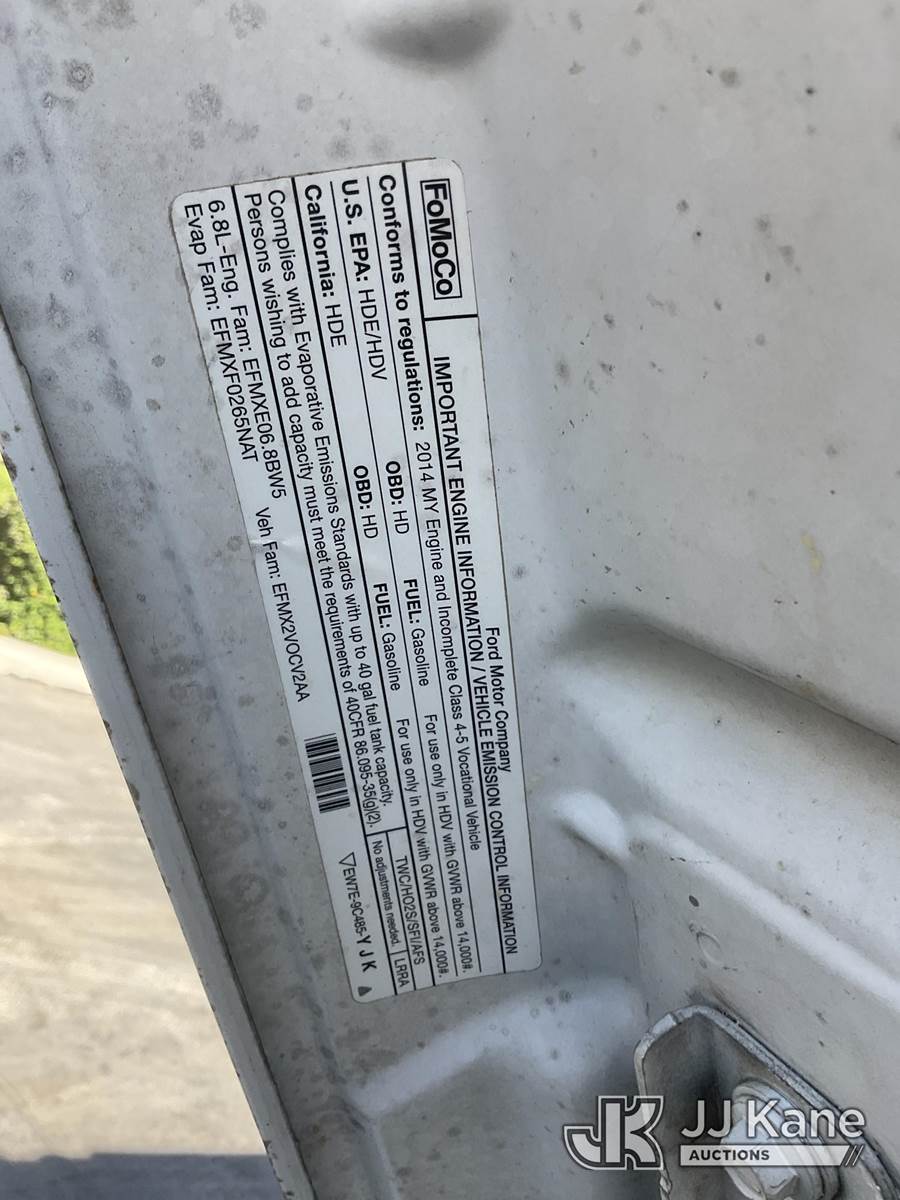 FoMoCo
Ford Motor Company
IMPORTANT ENGINE INFORMATION / VEHICLE EMISSION CONTROL INFORMATION
Conforms to regulations: 2014 MY Engine and Incomplete Class 4-5 Vocational Vehicle
U.S. EPA: HDE/HDV OBD: HD FUEL: Gasoline For use only in HDV with GVWR above 14,000#.
California: HDE OBD: HD FUEL: Gasoline For use only in HDV with GVWR above 14,000#.
Complies with Evaporative Emissions Standards with up to 40 gal fuel tank capacity.
Persons wishing to add capacity must meet the requirements of 40CFR 86.095-35(g)(2).
TWC/HO2S/SFI/AFS
No adjustments needed. LRRA
6.8L-Eng. Fam: EFMXE06.8BW5 Veh Fam: EFMX2VOCV2AA
Evap Fam: EFMXF0265NAT
EW7E-9C485-Y J K
JK JJ Kane
AUCTIONS